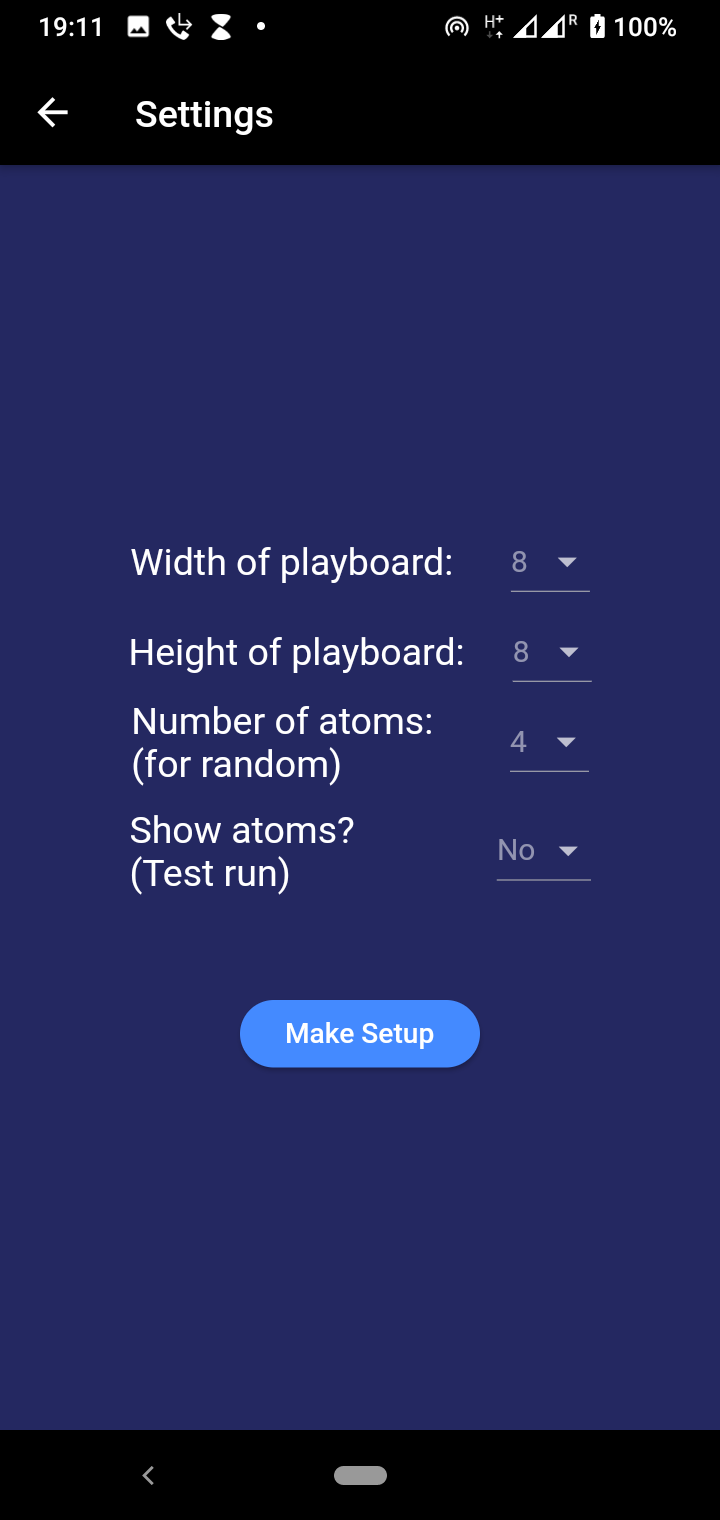 19:11 H+ R 100%
Settings
Width of playboard: 8
Height of playboard: 8
Number of atoms:
(for random) 4
Show atoms?
(Test run) No
Make Setup